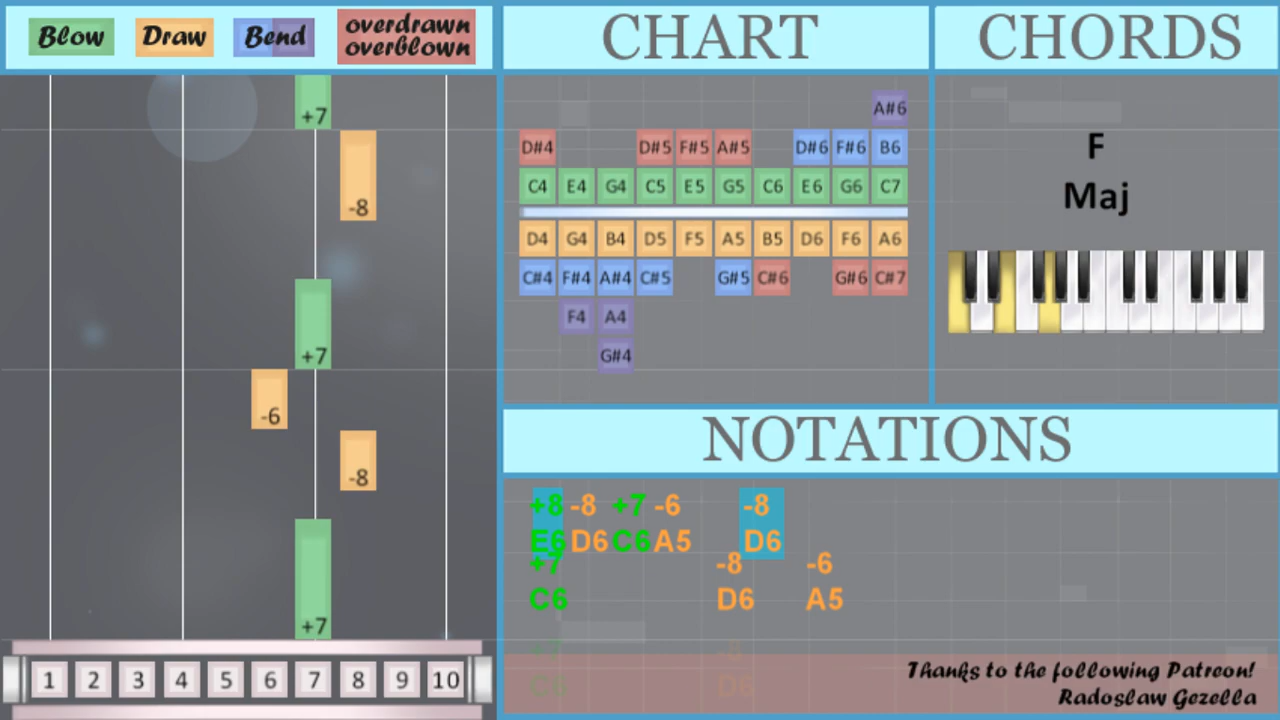 Blow Draw Bend overdrawn
overblown
CHART
CHORDS
+7
-8
+7
-6
-8
+7
1 2 3 4 5 6 7 8 9 10
A#6
D#4 D#5 F#5 A#5 D#6 F#6 B6
C4 E4 G4 C5 E5 G5 C6 E6 G6 C7
D4 G4 B4 D5 F5 A5 B5 D6 F6 A6
C#4 F#4 A#4 C#5 G#5 C#6 G#6 C#7
F4 A4
G#4
F
Maj
NOTATIONS
+8 -8 +7 -6 -8
E6 D6 C6 A5 D6
+7 -8 -6
C6 D6 A5
+7 -8
C6 D6
Thanks to the following Patreon!
Radoslaw Gezella